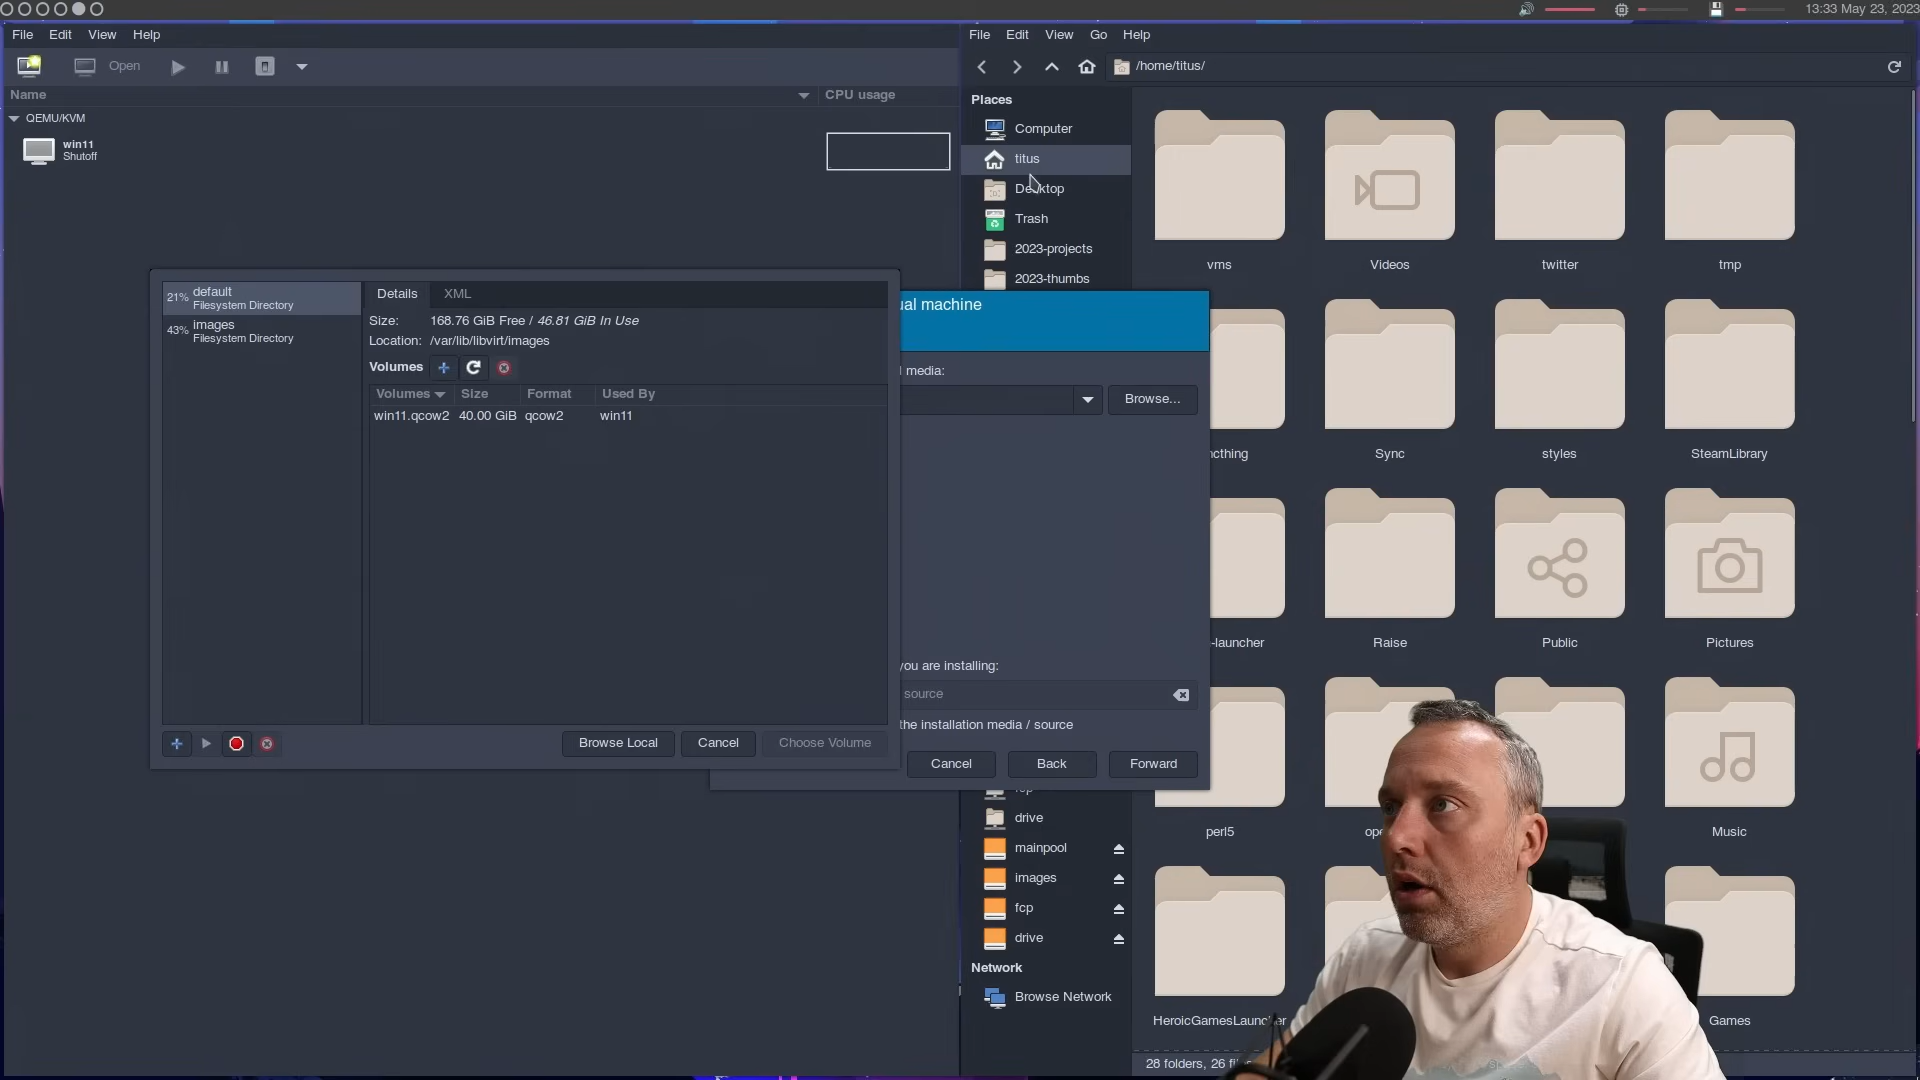 13:33 May 23, 2023
File Edit View Help
Open
Name CPU usage
QEMU/KVM
win11
Shutoff
21% default
Filesystem Directory
43% images
Filesystem Directory
Details XML
Size: 168.76 GiB Free / 46.81 GiB In Use
Location: /var/lib/libvirt/images
Volumes
Volumes Size Format Used By
win11.qcow2 40.00 GiB qcow2 win11
Browse Local Cancel Choose Volume
ual machine
media:
Browse...
you are installing:
source
the installation media / source
Cancel Back Forward
File Edit View Go Help
/home/titus/
Places
Computer
titus
Desktop
Trash
2023-projects
2023-thumbs
drive
mainpool
images
fcp
drive
Network
Browse Network
vms Videos twitter tmp
ncthing Sync styles SteamLibrary
-launcher Raise Public Pictures
perl5 ope Music
HeroicGamesLauncher Games
28 folders, 26 fi